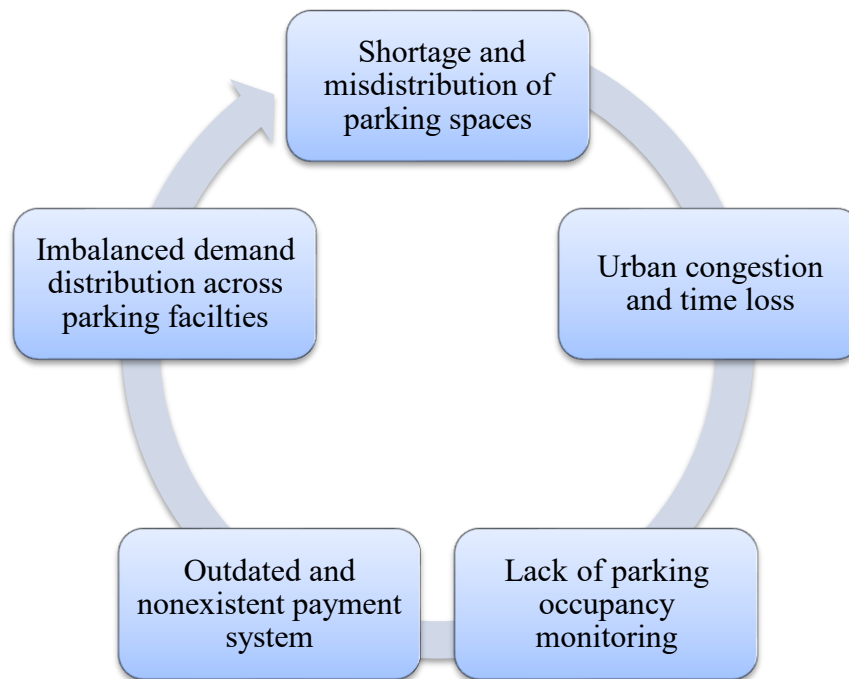 Shortage and
misdistribution of
parking spaces
Urban congestion
and time loss
Lack of parking
occupancy
monitoring
Outdated and
nonexistent payment
system
Imbalanced demand
distribution across
parking facilties